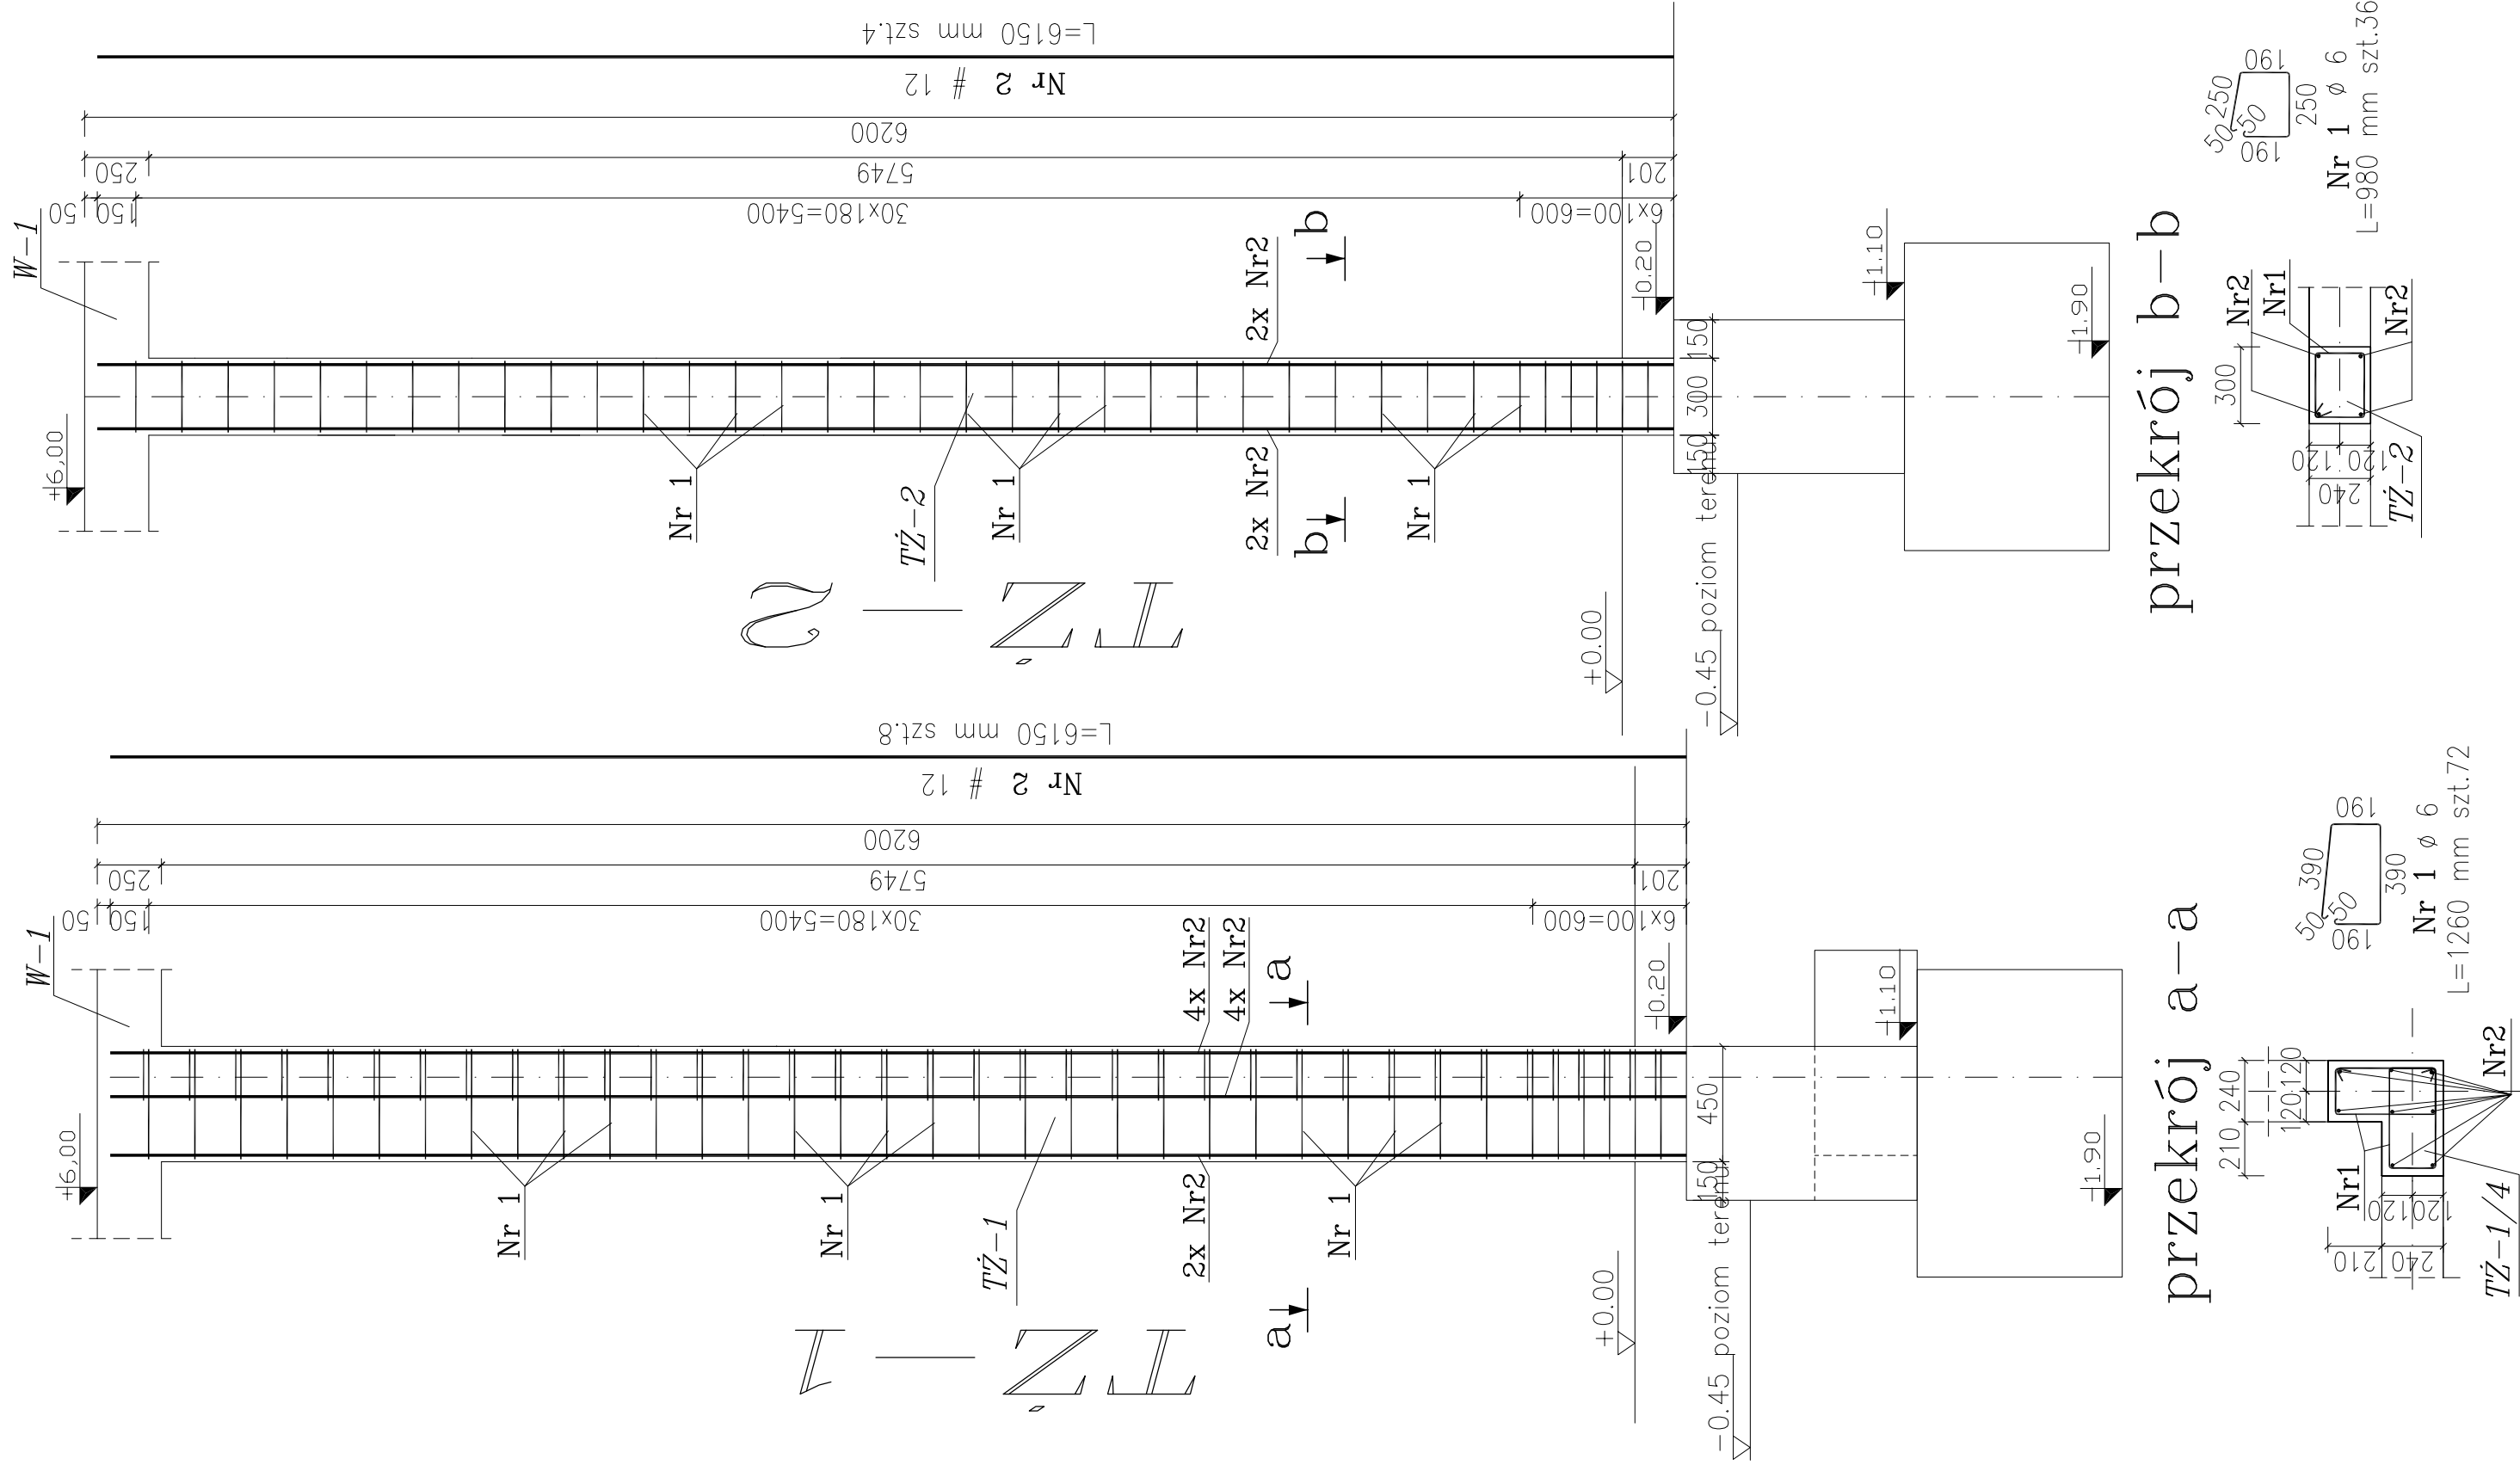 TŻ-2
W-1
+6,00
50
150
250
30x180=5400
5749
6200
6x100=600
201
Nr 2 # 12
L=6150 mm szt.4
Nr 1
Nr 1
Nr 1
TŻ-2
2x Nr2
2x Nr2
b
b
-0.20
+0.00
-0.45 poziom terenu
150
300
150
-1.10
-1.90
przekrój b-b
300
Nr2
Nr1
Nr2
120
120
240
TŻ-2
50
250
190
50
190
250
Nr 1 ø 6
L=980 mm szt.36
TŻ-1
W-1
+6,00
50
150
250
30x180=5400
5749
6200
6x100=600
201
Nr 2 # 12
L=6150 mm szt.8
Nr 1
Nr 1
Nr 1
TŻ-1
4x Nr2
4x Nr2
2x Nr2
a
a
-0.20
+0.00
-0.45 poziom terenu
150
450
-1.10
-1.90
przekrój a-a
210
240
120
120
Nr2
Nr1
120
120
210
240
TŻ-1/4
50
390
190
50
190
390
Nr 1 ø 6
L=1260 mm szt.72